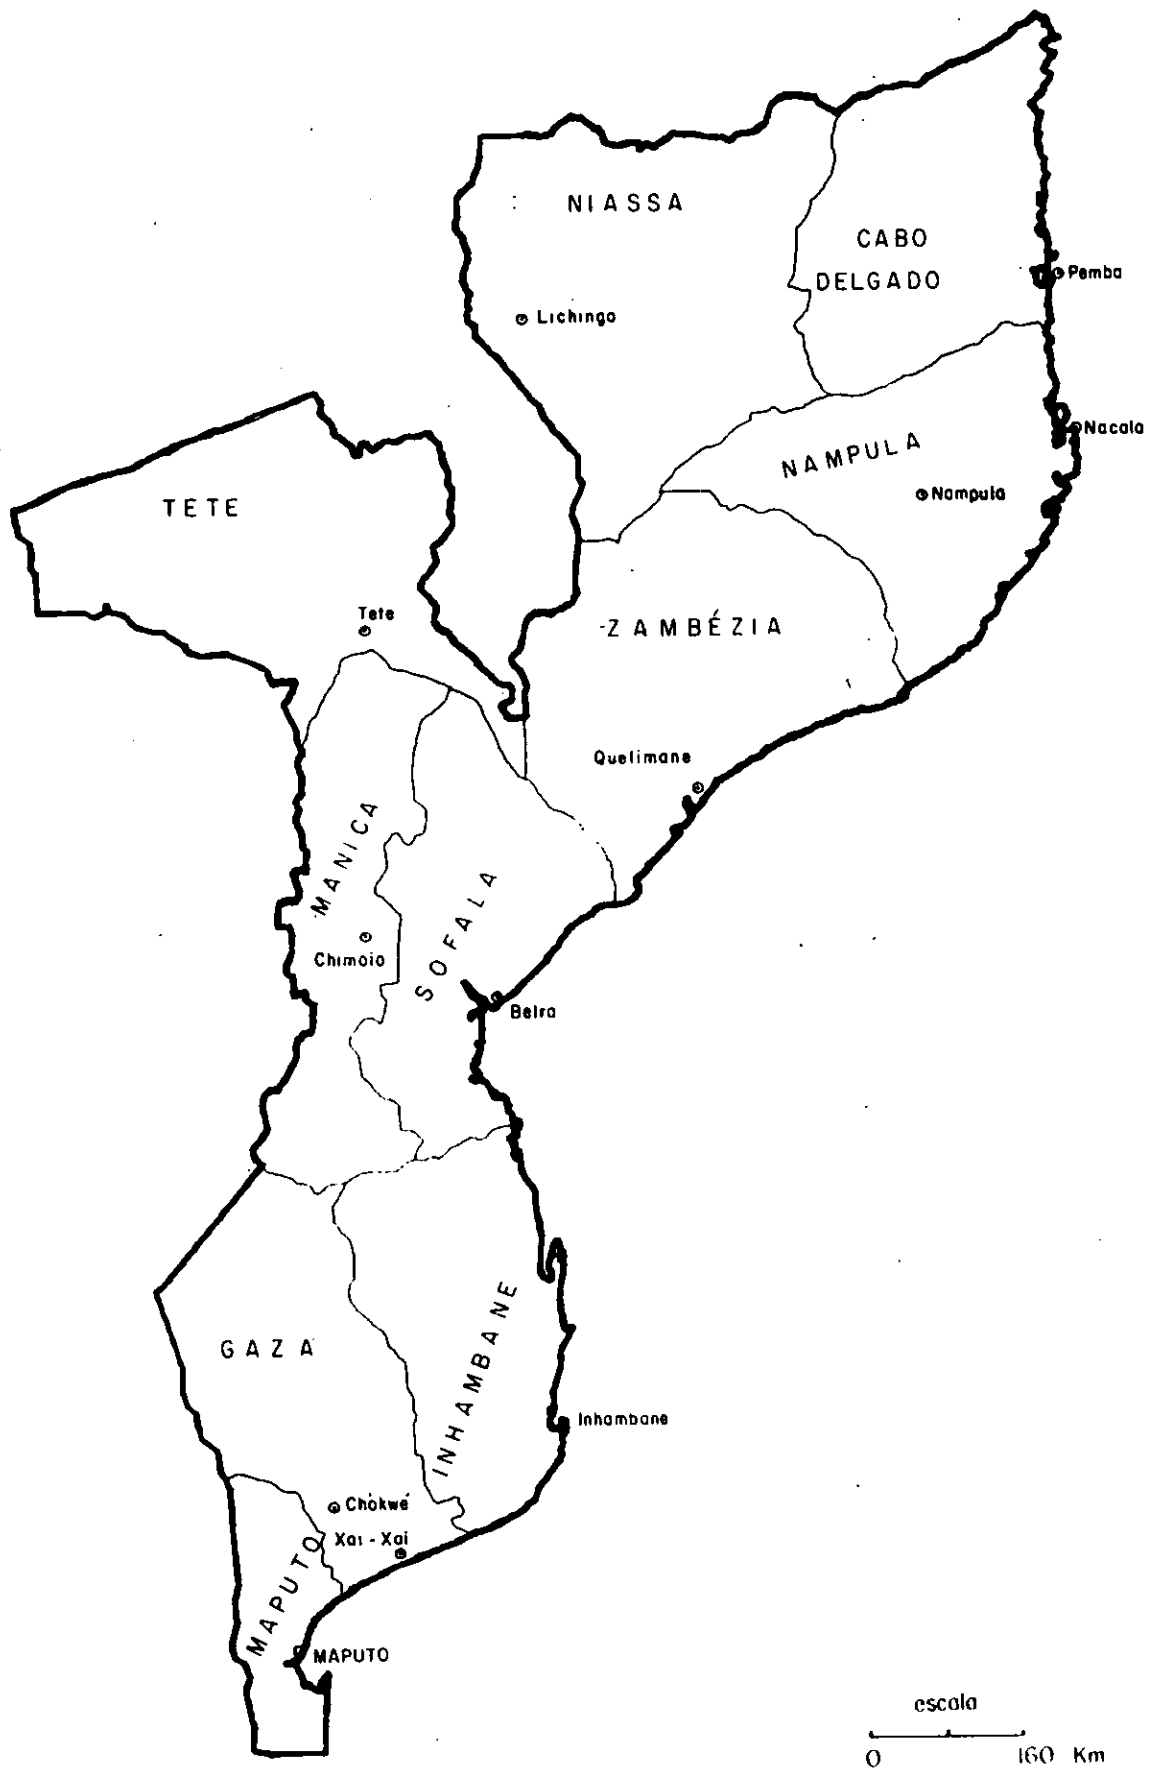 NIASSA
CABO
DELGADO
Pemba
Lichinga
Nacala
NAMPULA
Nampula
TETE
Tete
ZAMBÉZIA
Quelimane
MANICA
Chimoio
SOFALA
Beira
GAZA
INHAMBANE
Inhambane
Chókwé
Xai - Xai
MAPUTO
MAPUTO
escala
0 160 Km